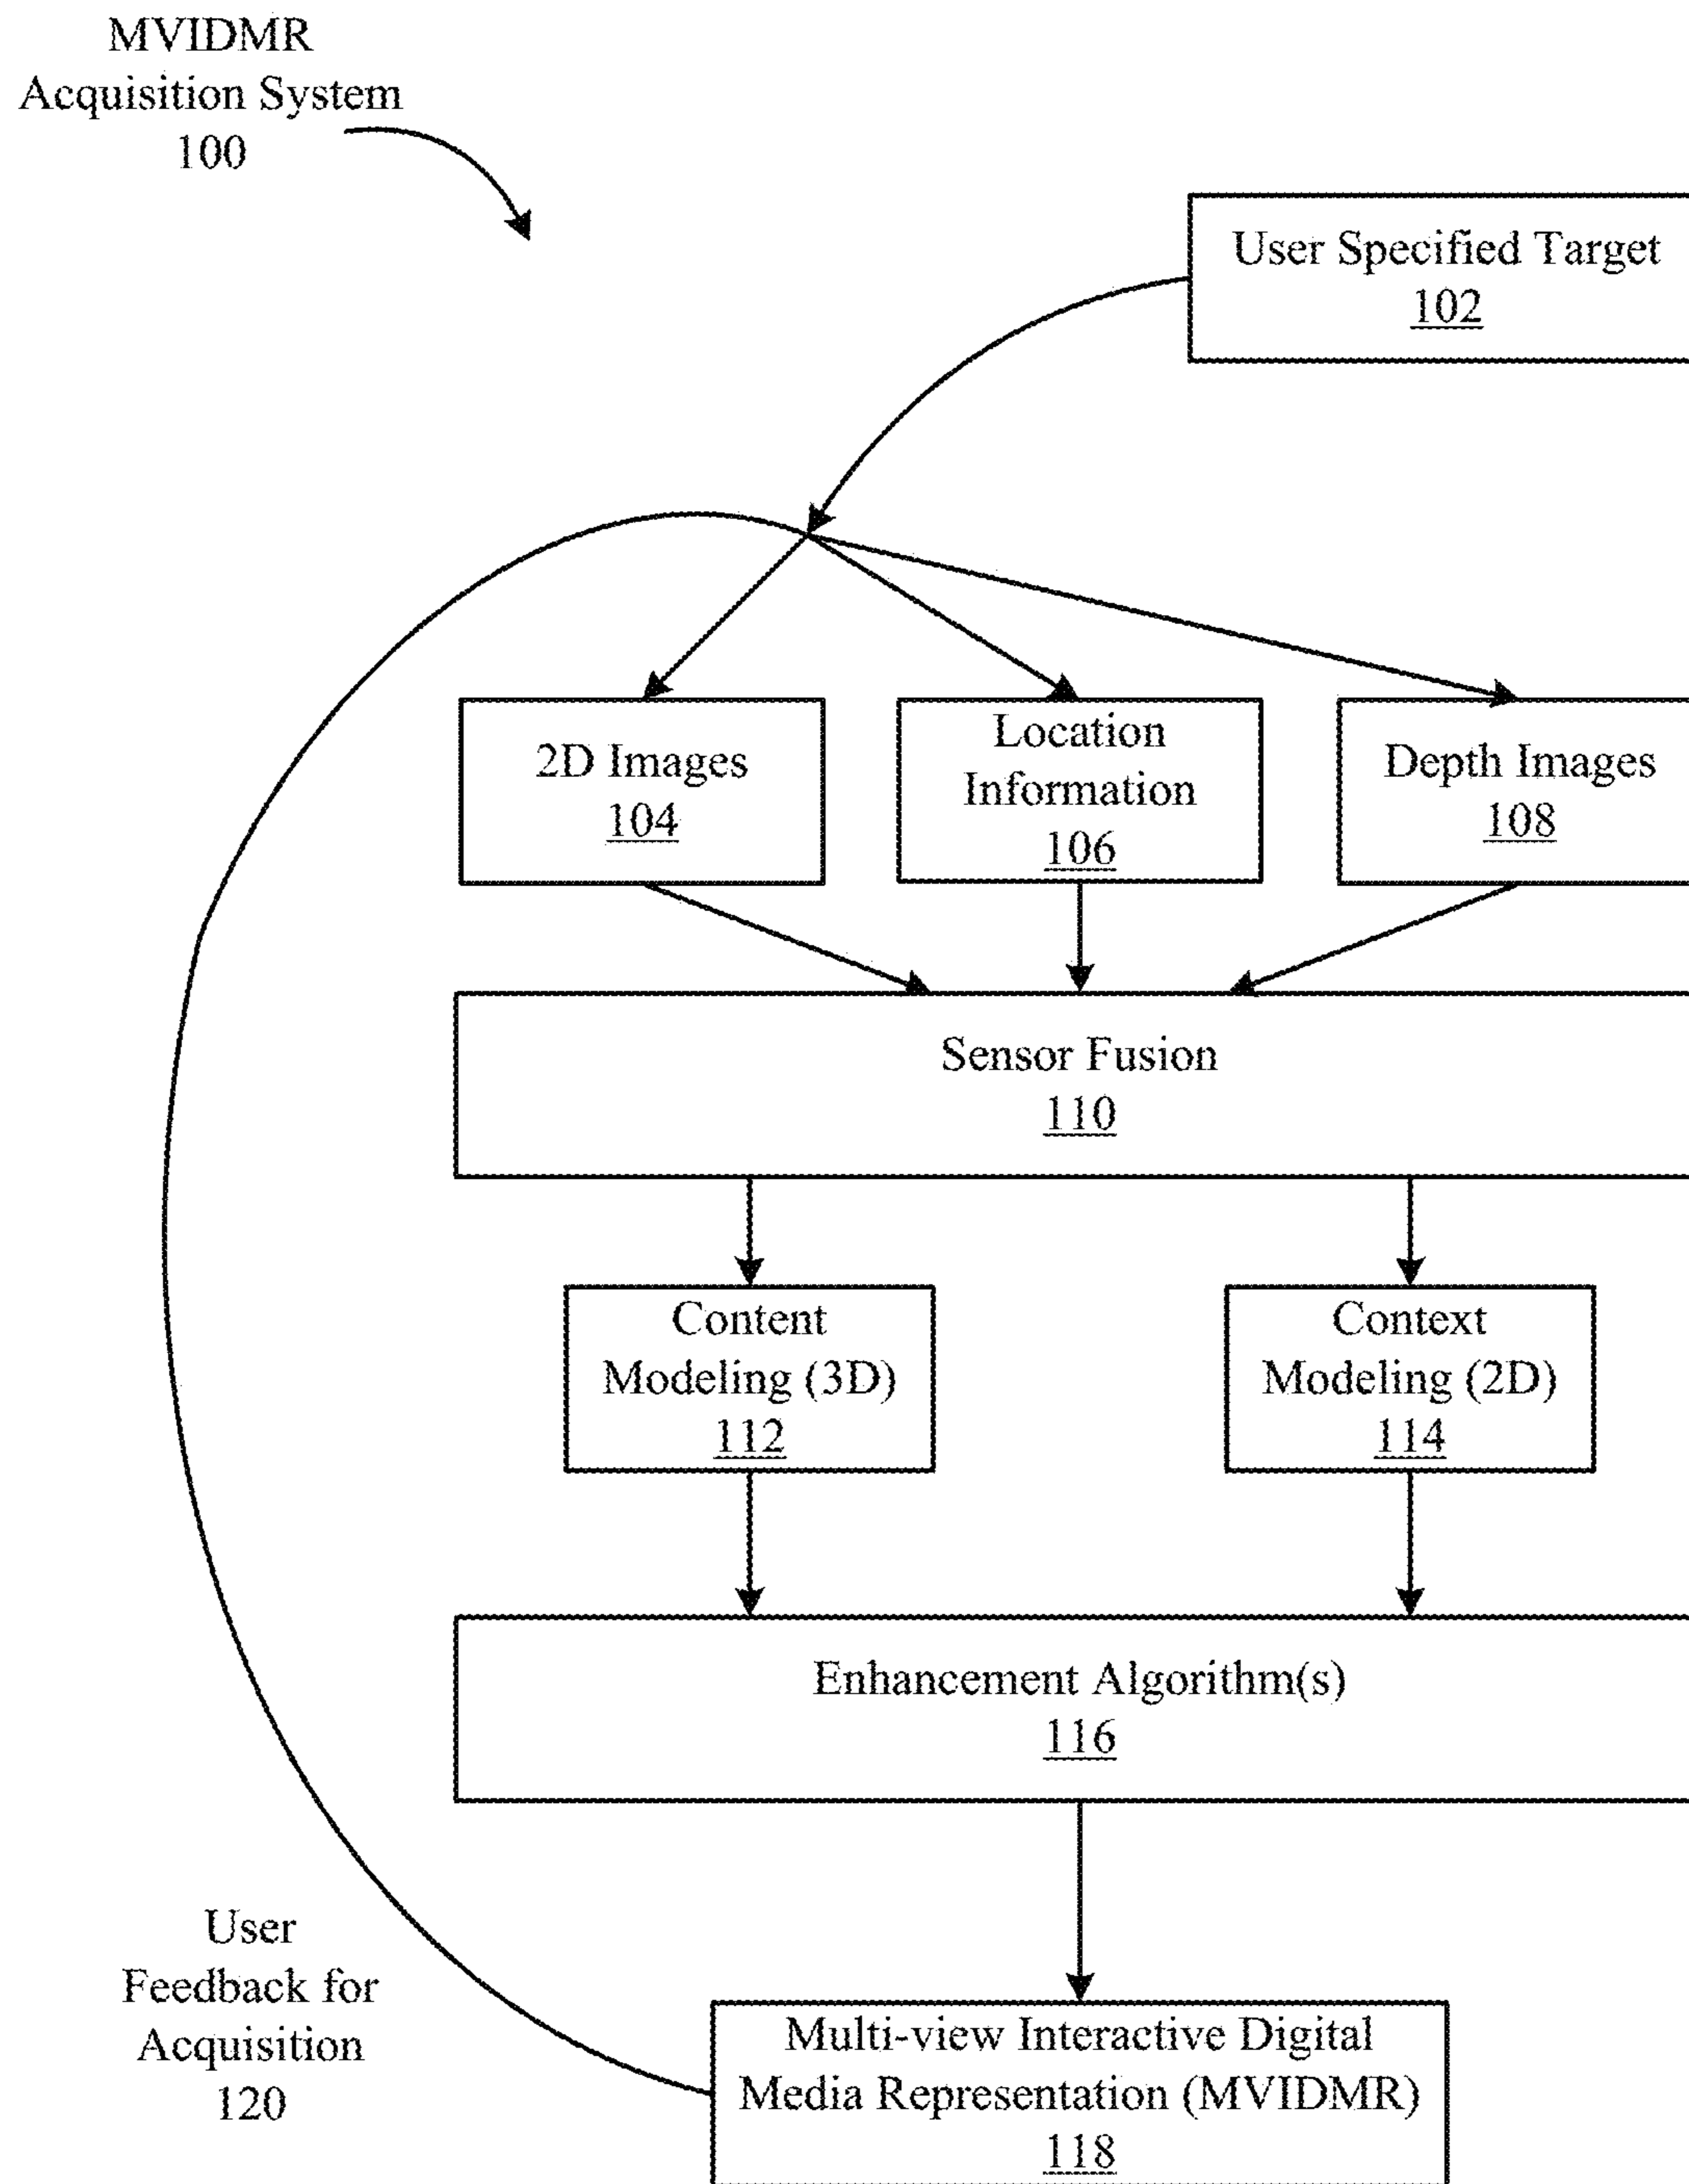 MVIDMR
Acquisition System
100
User Specified Target
102
2D Images
104
Location
Information
106
Depth Images
108
Sensor Fusion
110
Content
Modeling (3D)
112
Context
Modeling (2D)
114
Enhancement Algorithm(s)
116
User
Feedback for
Acquisition
120
Multi-view Interactive Digital
Media Representation (MVIDMR)
118